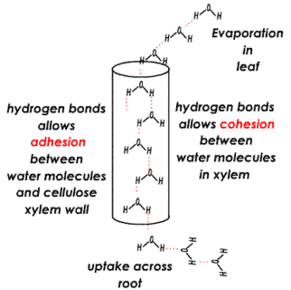 Evaporation
in
leaf
hydrogen bonds
allows
adhesion
between
water molecules
and cellulose
xylem wall
hydrogen bonds
allows cohesion
between
water molecules
in xylem
uptake across
root